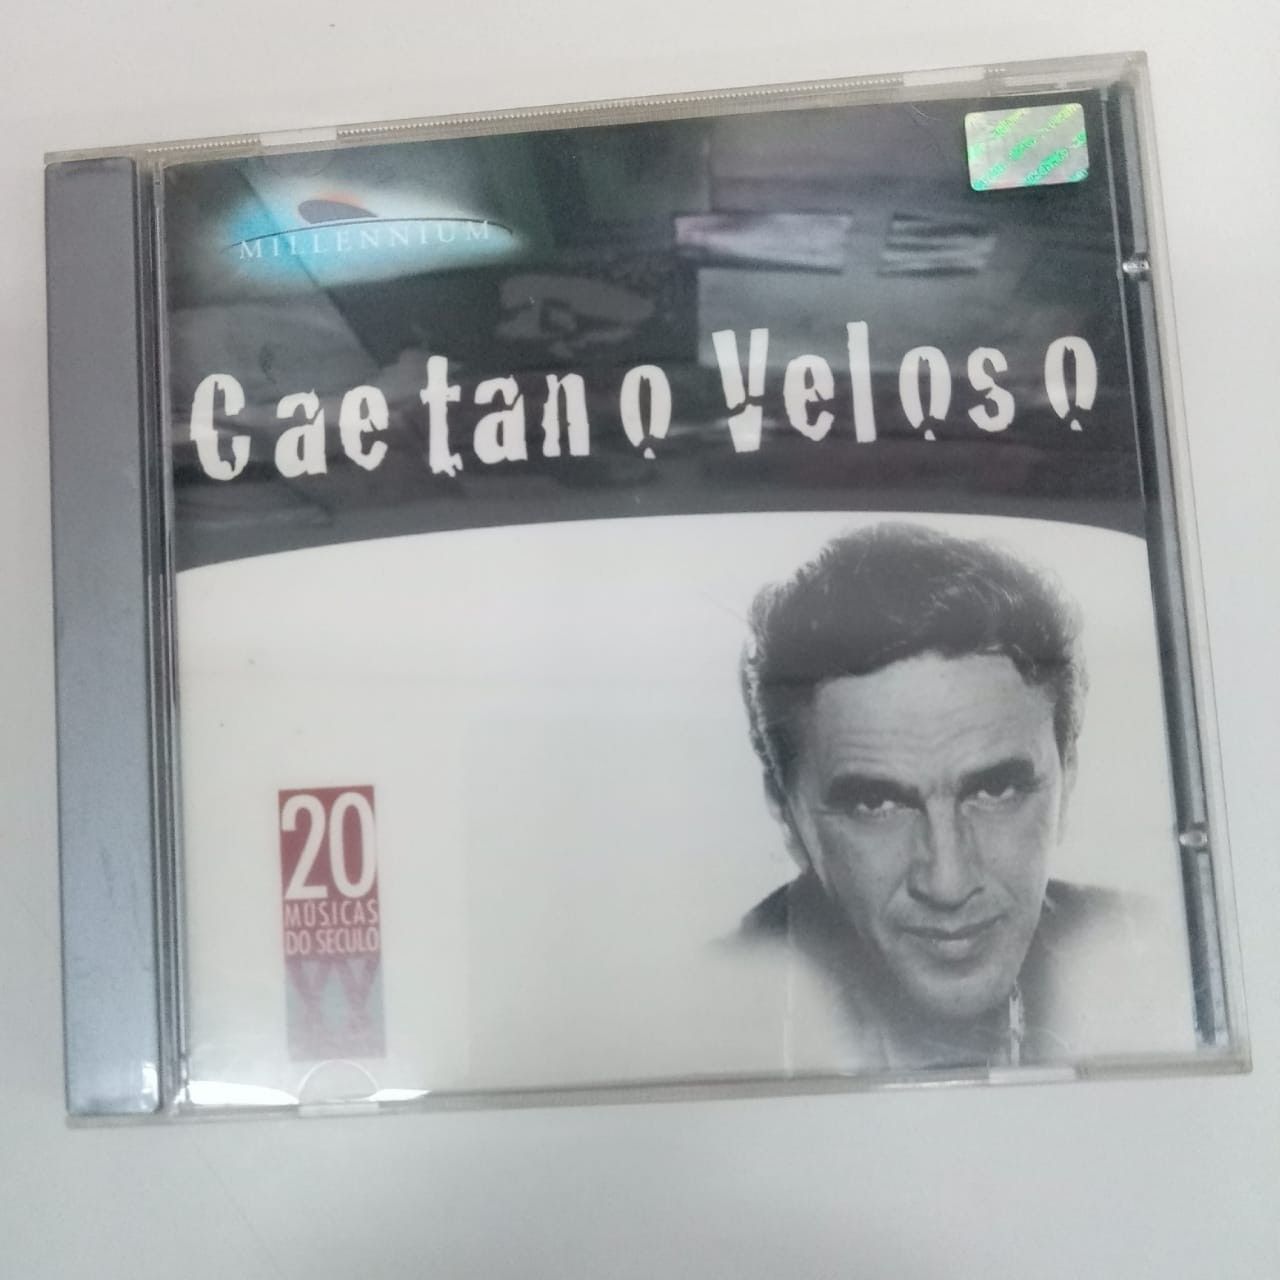 MILLENNIUM
Caetano Veloso
20
MÚSICAS
DO SÉCULO
XX